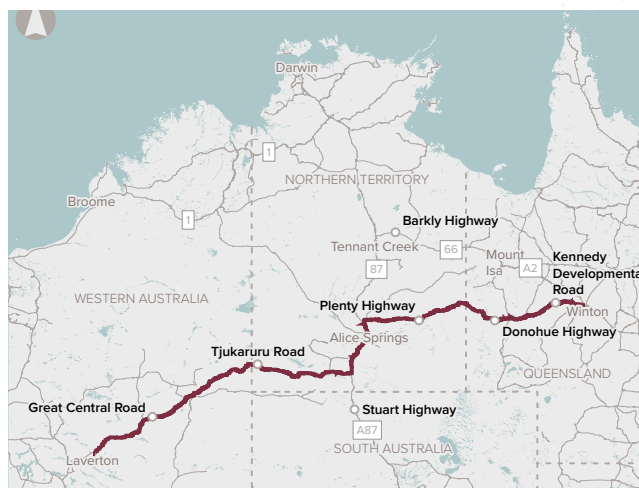 Darwin
1
NORTHERN TERRITORY
Broome
1
Barkly Highway
Tennant Creek
66
87
Mount
Isa
A2
Kennedy
Developmenta
Road
WESTERN AUSTRALIA
Plenty Highway
Winton
Donohue Highway
Alice Springs
Tjukaruru Road
QUEENSLAND
Great Central Road
Stuart Highway
A87
SOUTH AUSTRALIA
Laverton